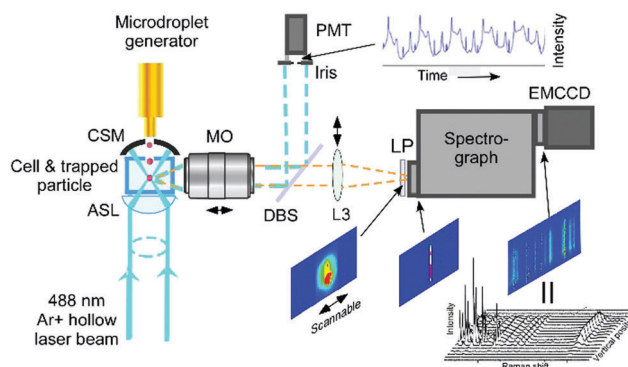 Microdroplet
generator
PMT
Iris
Intensity
Time
EMCCD
CSM
MO
LP
Spectro-
graph
Cell & trapped
particle
ASL
DBS
L3
488 nm
Ar+ hollow
laser beam
Scannable
Intensity
Raman shift
Vertical